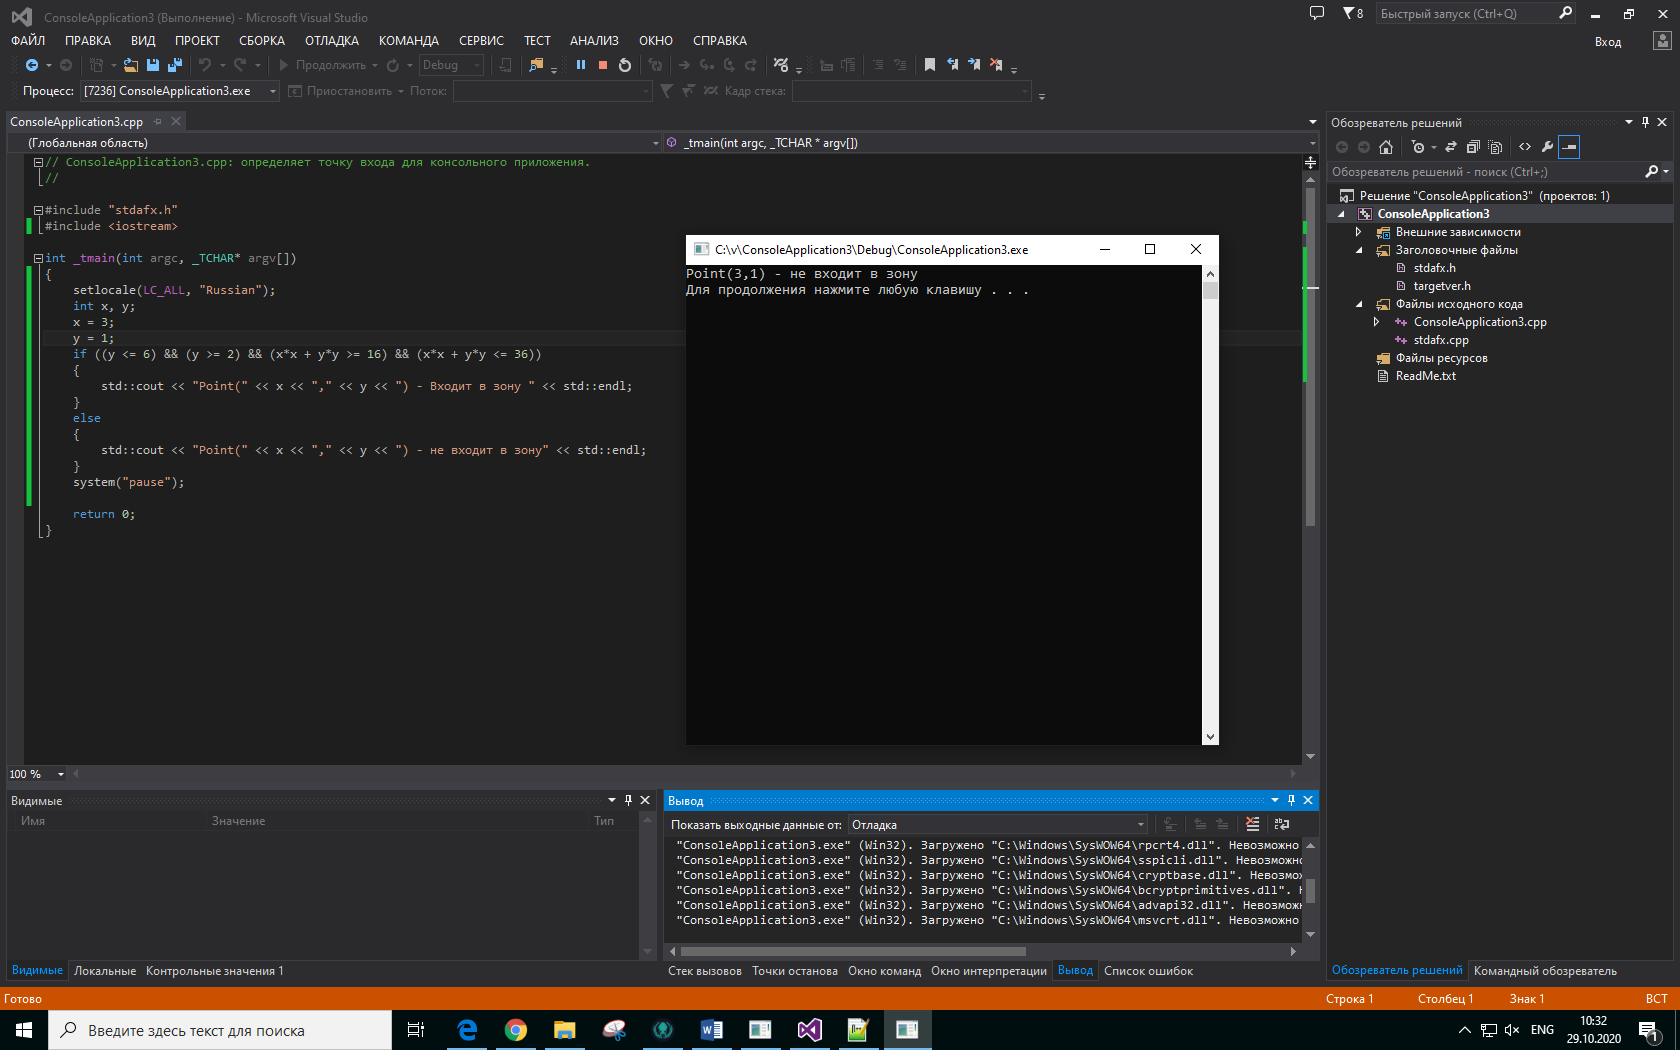 ConsoleApplication3 (Выполнение) - Microsoft Visual Studio
8
Быстрый запуск (Ctrl+Q)
ФАЙЛ ПРАВКА ВИД ПРОЕКТ СБОРКА ОТЛАДКА КОМАНДА СЕРВИС ТЕСТ АНАЛИЗ ОКНО СПРАВКА
Вход
Продолжить Debug
Процесс: [7236] ConsoleApplication3.exe Приостановить Поток: Кадр стека:
ConsoleApplication3.cpp
(Глобальная область) _tmain(int argc, _TCHAR * argv[])
// ConsoleApplication3.cpp: определяет точку входа для консольного приложения.
//
#include "stdafx.h"
#include <iostream>
int _tmain(int argc, _TCHAR* argv[])
{
setlocale(LC_ALL, "Russian");
int x, y;
x = 3;
y = 1;
if ((y <= 6) && (y >= 2) && (x*x + y*y >= 16) && (x*x + y*y <= 36))
{
std::cout << "Point(" << x << "," << y << ") - Входит в зону " << std::endl;
}
else
{
std::cout << "Point(" << x << "," << y << ") - не входит в зону" << std::endl;
}
system("pause");
return 0;
}
C:\v\ConsoleApplication3\Debug\ConsoleApplication3.exe
Point(3,1) - не входит в зону
Для продолжения нажмите любую клавишу . . .
Обозреватель решений
Обозреватель решений - поиск (Ctrl+;)
Решение "ConsoleApplication3" (проектов: 1)
ConsoleApplication3
Внешние зависимости
Заголовочные файлы
stdafx.h
targetver.h
Файлы исходного кода
ConsoleApplication3.cpp
stdafx.cpp
Файлы ресурсов
ReadMe.txt
100 %
Видимые
Имя Значение Тип
Видимые Локальные Контрольные значения 1
Вывод
Показать выходные данные от: Отладка
"ConsoleApplication3.exe" (Win32). Загружено "C:\Windows\SysWOW64\rpcrt4.dll". Невозможно
"ConsoleApplication3.exe" (Win32). Загружено "C:\Windows\SysWOW64\sspicli.dll". Невозможно
"ConsoleApplication3.exe" (Win32). Загружено "C:\Windows\SysWOW64\cryptbase.dll". Невозмо
"ConsoleApplication3.exe" (Win32). Загружено "C:\Windows\SysWOW64\bcryptprimitives.dll". Н
"ConsoleApplication3.exe" (Win32). Загружено "C:\Windows\SysWOW64\advapi32.dll". Невозмож
"ConsoleApplication3.exe" (Win32). Загружено "C:\Windows\SysWOW64\msvcrt.dll". Невозможно
Стек вызовов Точки останова Окно команд Окно интерпретации Вывод Список ошибок
Обозреватель решений Командный обозреватель
Готово Строка 1 Столбец 1 Знак 1 ВСТ
Введите здесь текст для поиска
ENG
10:32
29.10.2020
1